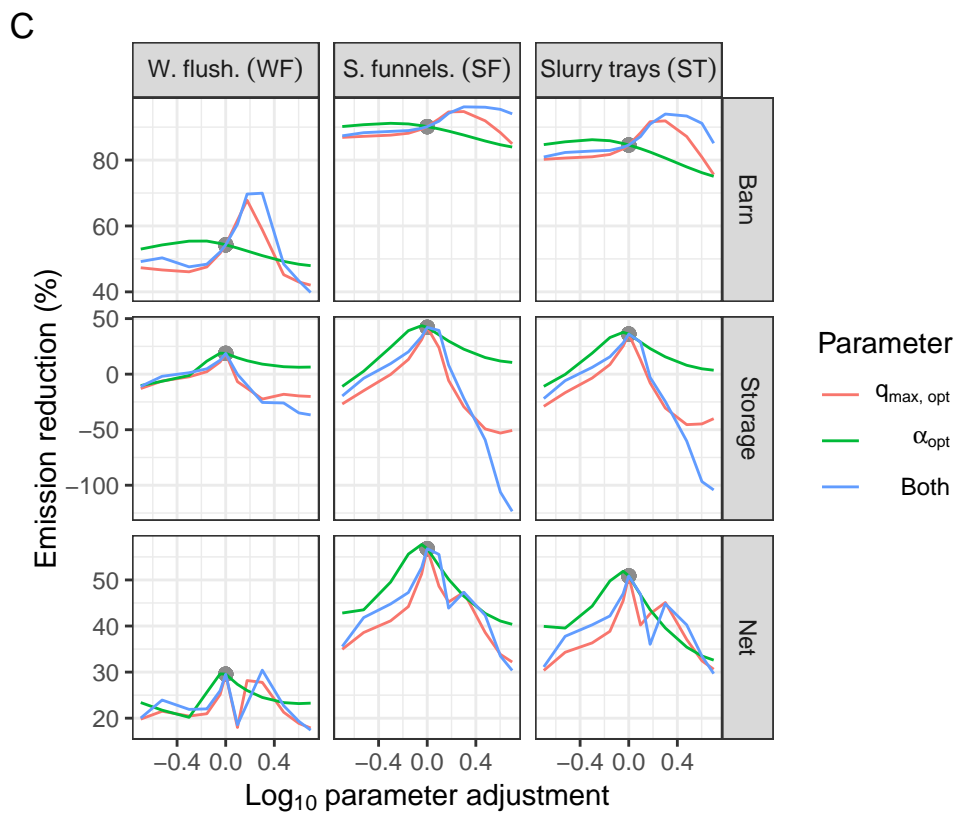 C
W. flush. (WF)
S. funnels. (SF)
Slurry trays (ST)
80
60
40
Barn
50
0
−50
−100
Storage
50
40
30
20
Net
−0.4 0.0 0.4
−0.4 0.0 0.4
−0.4 0.0 0.4
Log10 parameter adjustment
Emission reduction (%)
Parameter
qmax, opt
αopt
Both